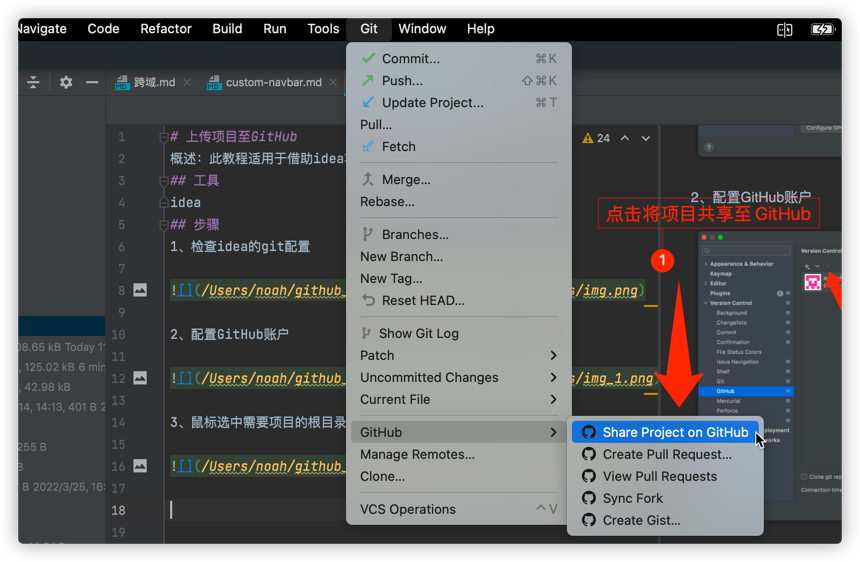 Navigate Code Refactor Build Run Tools Git Window Help
跨域.md
custom-navbar.md
Commit... ⌘K
Push... ⇧⌘K
Update Project... ⌘T
Pull...
Fetch
Merge...
Rebase...
Branches...
New Branch...
New Tag...
Reset HEAD...
Show Git Log
Patch
Uncommitted Changes
Current File
GitHub
Manage Remotes...
Clone...
VCS Operations ^V
Share Project on GitHub
Create Pull Request...
View Pull Requests
Sync Fork
Create Gist...
1 # 上传项目至GitHub
2 概述：此教程适用于借助idea
3 ## 工具
4 idea
5 ## 步骤
6 1、检查idea的git配置
7
8 ![](/Users/noah/github_ s/img.png)
9
10 2、配置GitHub账户
11
12 ![](/Users/noah/github_ s/img_1.png)
13
14 3、鼠标选中需要项目的根目录
15
16 ![](/Users/noah/github_
17
18
19
24
08.65 kB Today 11
, 125.02 kB 6 min
, 42.98 kB
14, 14:13, 401 B 2
255 B
B
B 2022/3/25, 16:
Configure GP
?
2、配置GitHub账户
点击将项目共享至 GitHub
1
Version Control
Appearance & Behavior
Keymap
Editor
Plugins
Version Control
Background
Changelists
Commit
Confirmation
File Status Colors
Issue Navigation
Shelf
Git
GitHub
Mercurial
Perforce
ployment
works
Clone git rep
Connection time